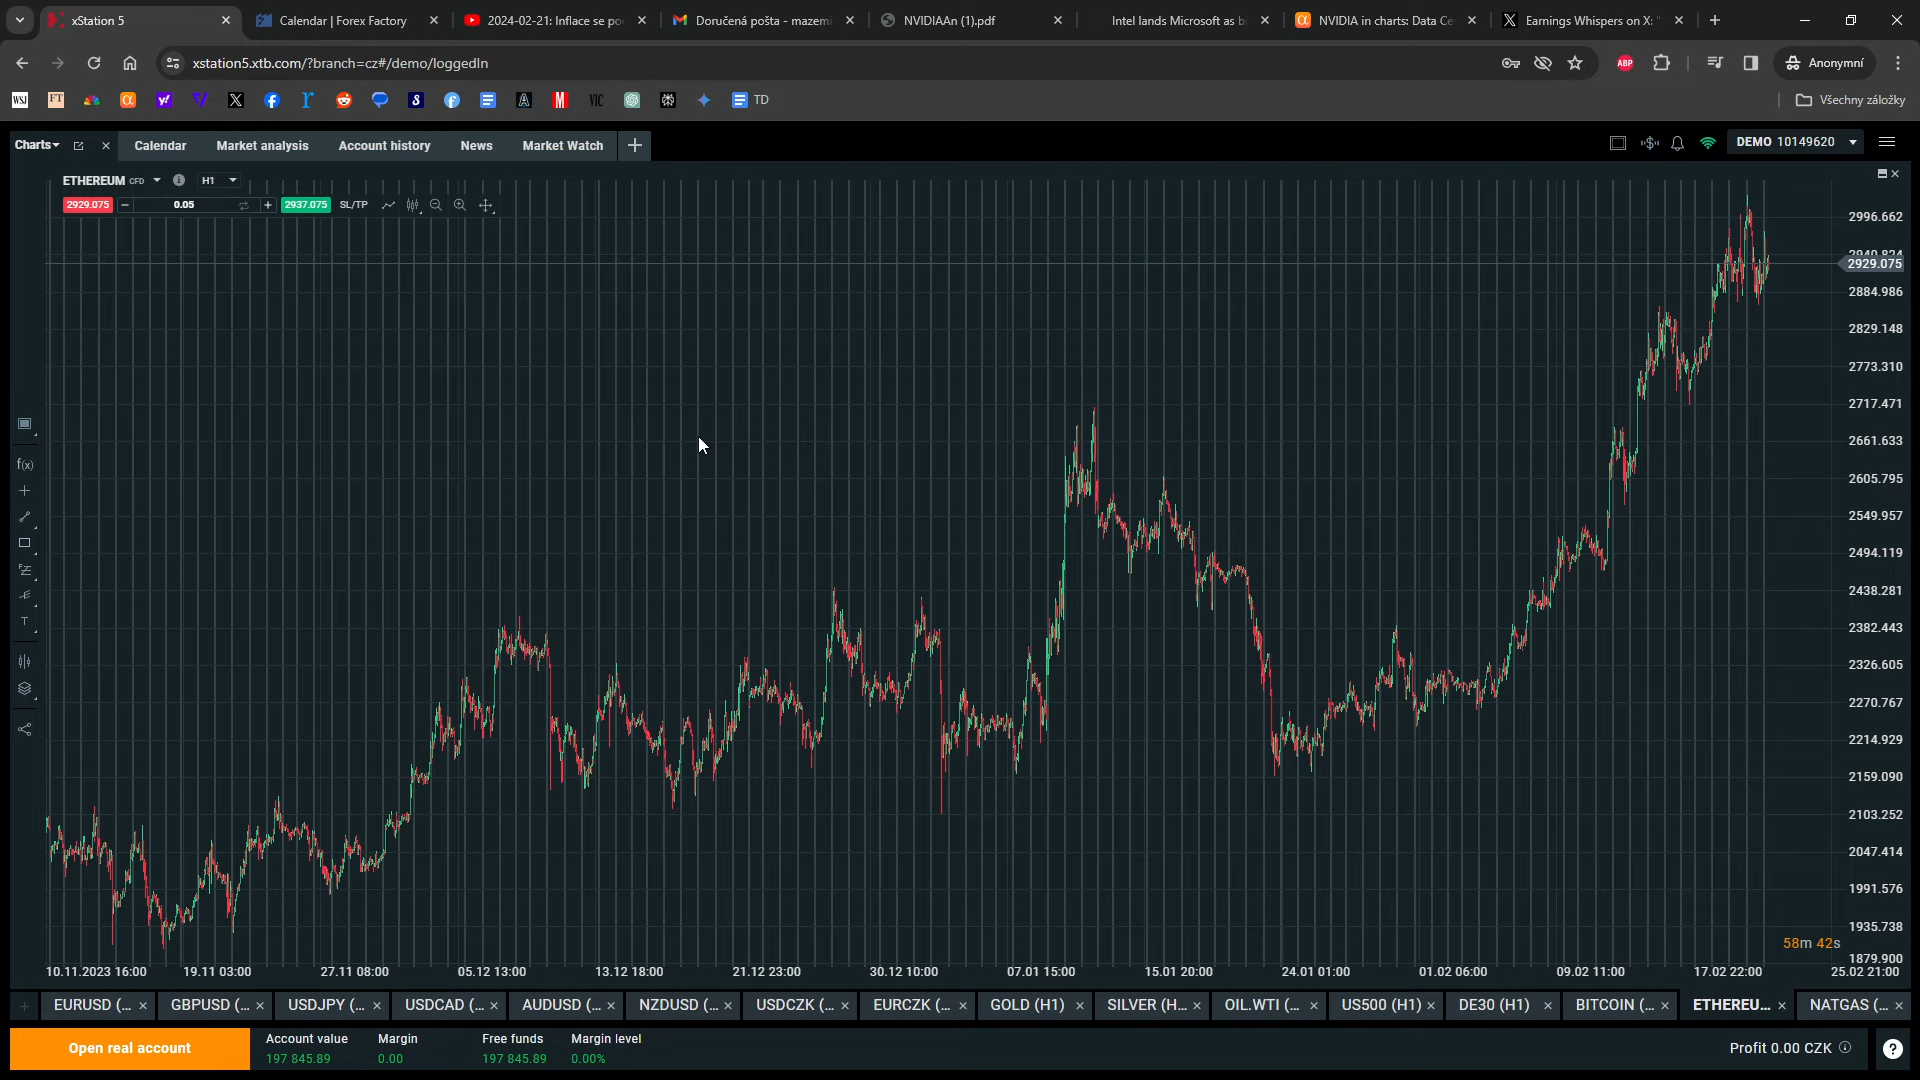 xStation 5
Calendar | Forex Factory
2024-02-21: Inflace se po
Doručená pošta - mazemi
NVIDIAAn (1).pdf
Intel lands Microsoft as bi
NVIDIA in charts: Data Ce
Earnings Whispers on X: "
xstation5.xtb.com/?branch=cz#/demo/loggedIn
ABP
Anonymní
WSJ
FT
VIC
TD
Všechny záložky
Charts
Calendar
Market analysis
Account history
News
Market Watch
DEMO 10149620
ETHEREUM CFD
H1
2929.075
0.05
2937.075
SL/TP
2996.662
2940.824
2929.075
2884.986
2829.148
2773.310
2717.471
2661.633
2605.795
2549.957
2494.119
2438.281
2382.443
2326.605
2270.767
2214.929
2159.090
2103.252
2047.414
1991.576
1935.738
1879.900
f(x)
T
58m 42s
10.11.2023 16:00
19.11 03:00
27.11 08:00
05.12 13:00
13.12 18:00
21.12 23:00
30.12 10:00
07.01 15:00
15.01 20:00
24.01 01:00
01.02 06:00
09.02 11:00
17.02 22:00
25.02 21:00
EURUSD (...
GBPUSD (...
USDJPY (...
USDCAD (...
AUDUSD (...
NZDUSD (...
USDCZK (...
EURCZK (...
GOLD (H1)
SILVER (H...
OIL.WTI (...
US500 (H1)
DE30 (H1)
BITCOIN (...
ETHEREU...
NATGAS (...
Open real account
Account value
197 845.89
Margin
0.00
Free funds
197 845.89
Margin level
0.00%
Profit 0.00 CZK
?